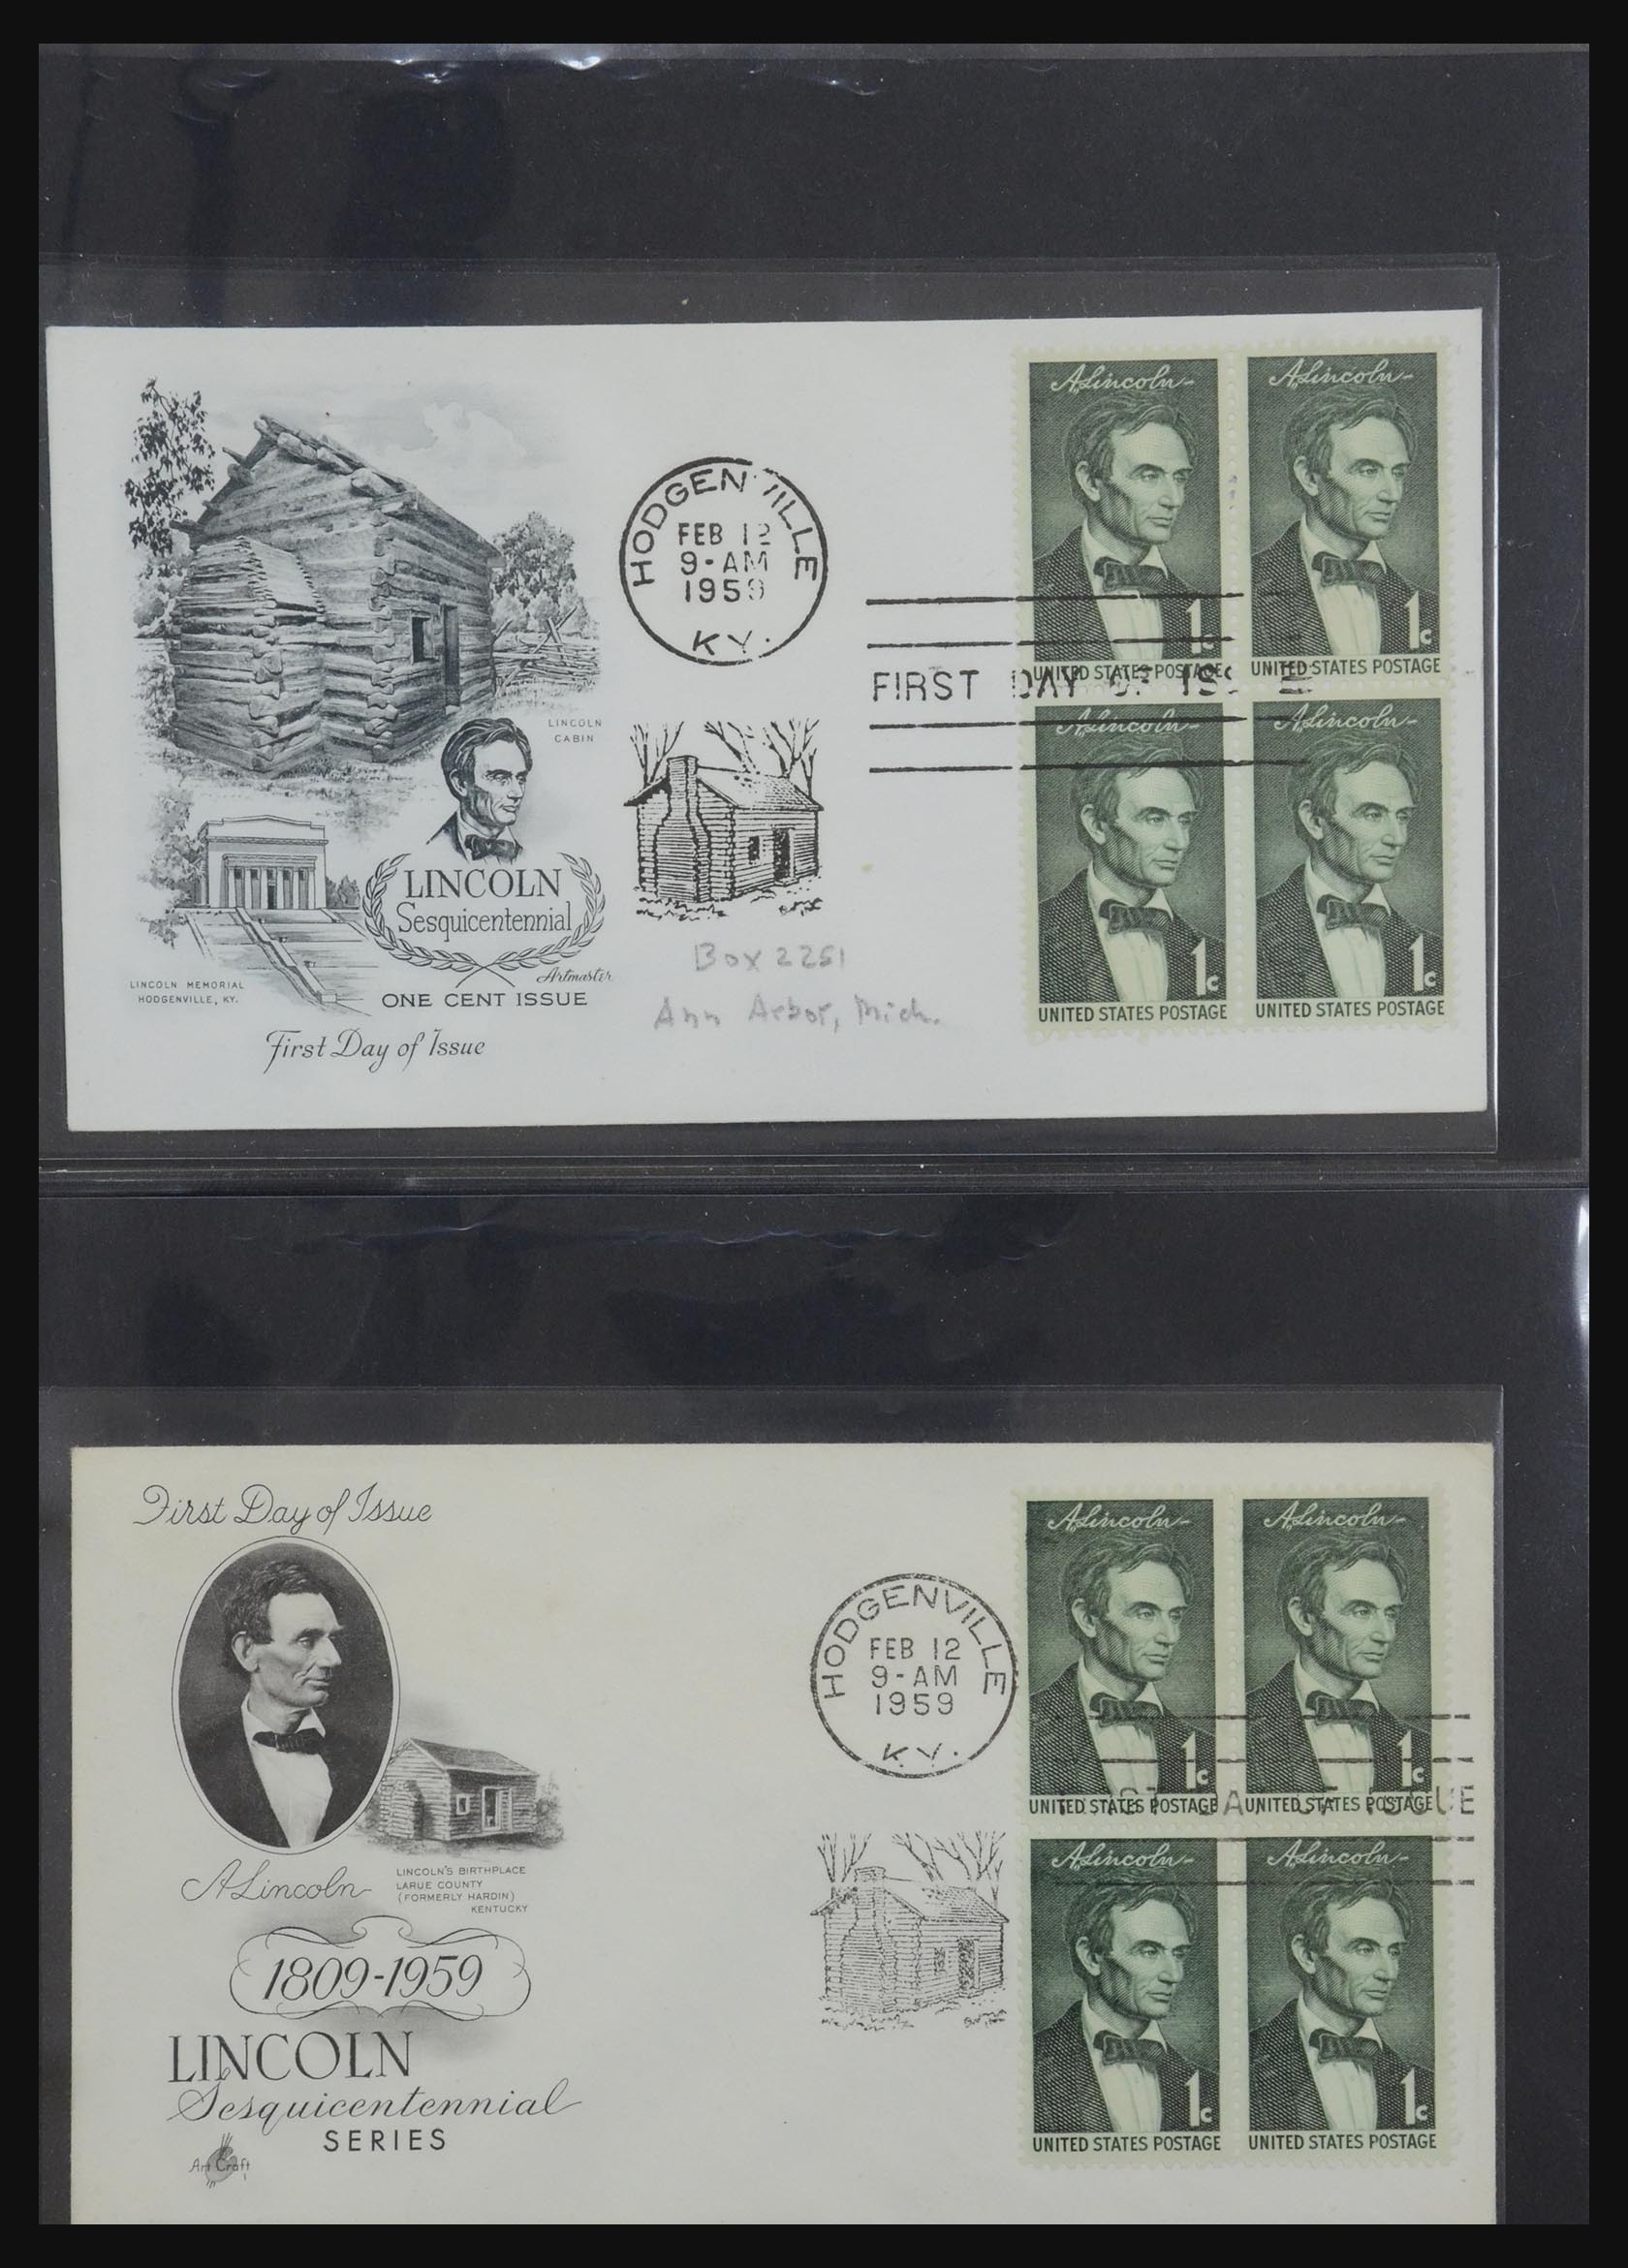 HODGENVILLE
FEB 12
9-AM
1959
KY.
FIRST DAY OF ISSUE
A.Lincoln
1c
UNITED STATES POSTAGE
A.Lincoln
1c
UNITED STATES POSTAGE
A.Lincoln
1c
UNITED STATES POSTAGE
A.Lincoln
1c
UNITED STATES POSTAGE
LINCOLN
CABIN
LINCOLN
Sesquicentennial
Artmaster
ONE CENT ISSUE
LINCOLN MEMORIAL
HODGENVILLE, KY.
First Day of Issue
Box 2251
Ann Arbor, Mich.
First Day of Issue
A.Lincoln
LINCOLN'S BIRTHPLACE
LARUE COUNTY
(FORMERLY HARDIN)
KENTUCKY
1809-1959
LINCOLN
Sesquicentennial
SERIES
Art Craft
HODGENVILLE
FEB 12
9-AM
1959
KY.
A.Lincoln
1c
UNITED STATES POSTAGE
A.Lincoln
1c
UNITED STATES POSTAGE
ISSUE
A.Lincoln
1c
UNITED STATES POSTAGE
A.Lincoln
1c
UNITED STATES POSTAGE